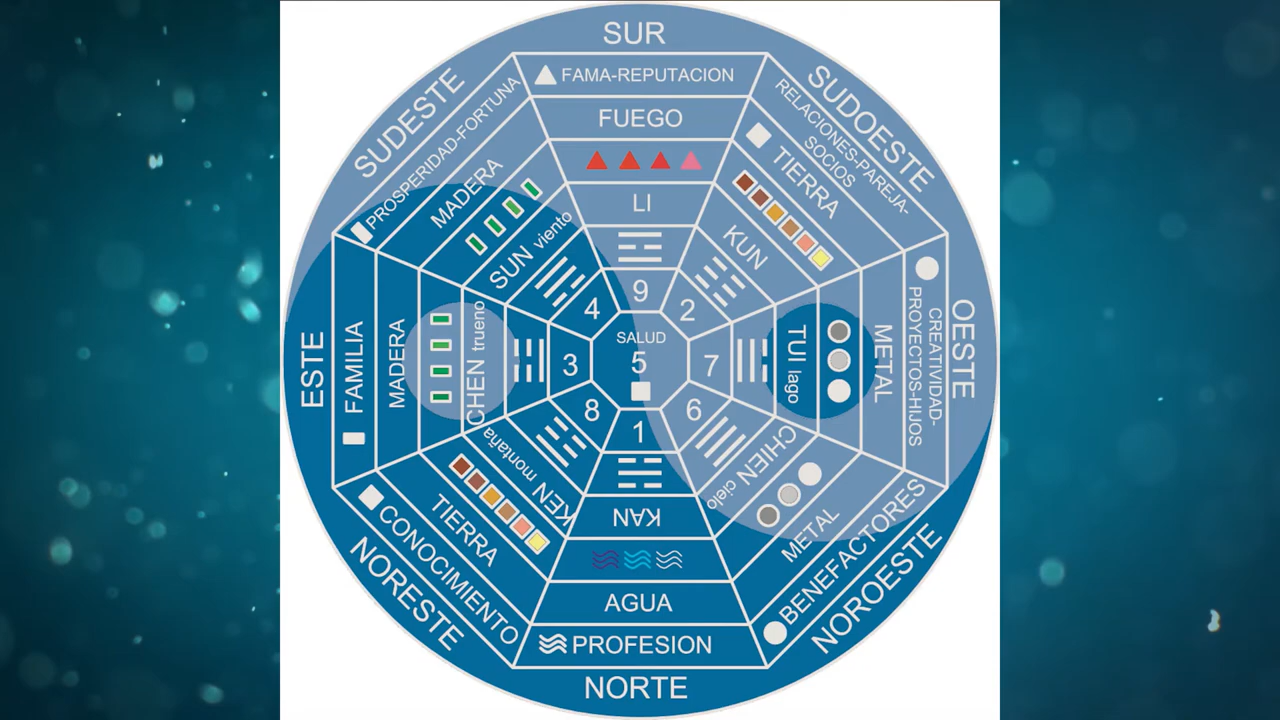 SUR
FAMA-REPUTACION
FUEGO
LI
9
SUDOESTE
RELACIONES-PAREJA-
SOCIOS
TIERRA
KUN
2
OESTE
CREATIVIDAD-
PROYECTOS-HIJOS
METAL
TUI lago
7
NOROESTE
BENEFACTORES
METAL
CHIEN cielo
6
NORTE
PROFESION
AGUA
KAN
1
NORESTE
CONOCIMIENTO
TIERRA
KEN montaña
8
ESTE
FAMILIA
MADERA
CHEN trueno
3
SUDESTE
PROSPERIDAD-FORTUNA
MADERA
SUN viento
4
SALUD
5